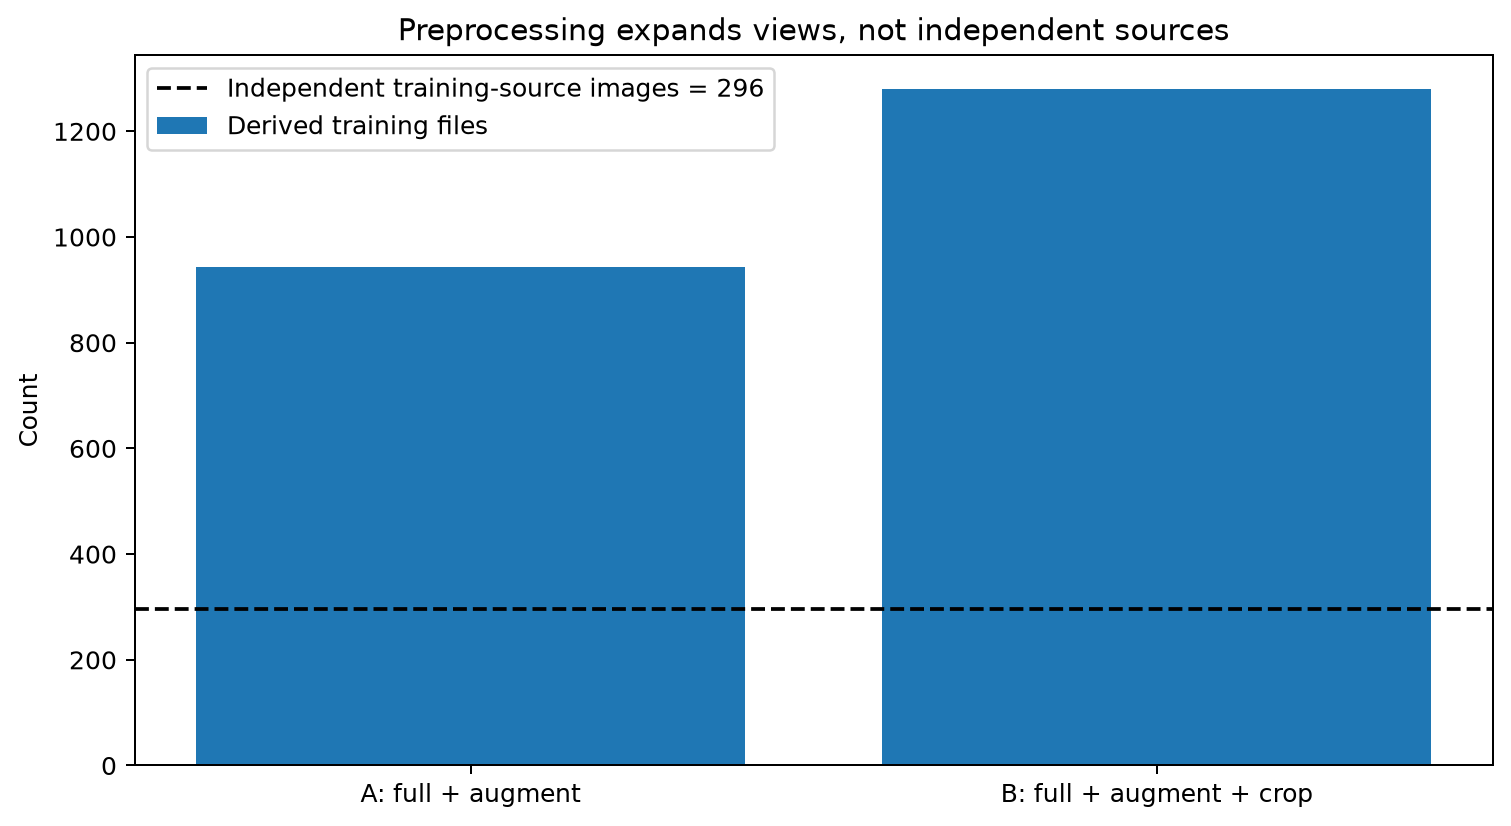 Preprocessing expands views, not independent sources
Independent training-source images = 296
Derived training files
Count
1200
1000
800
600
400
200
0
A: full + augment
B: full + augment + crop